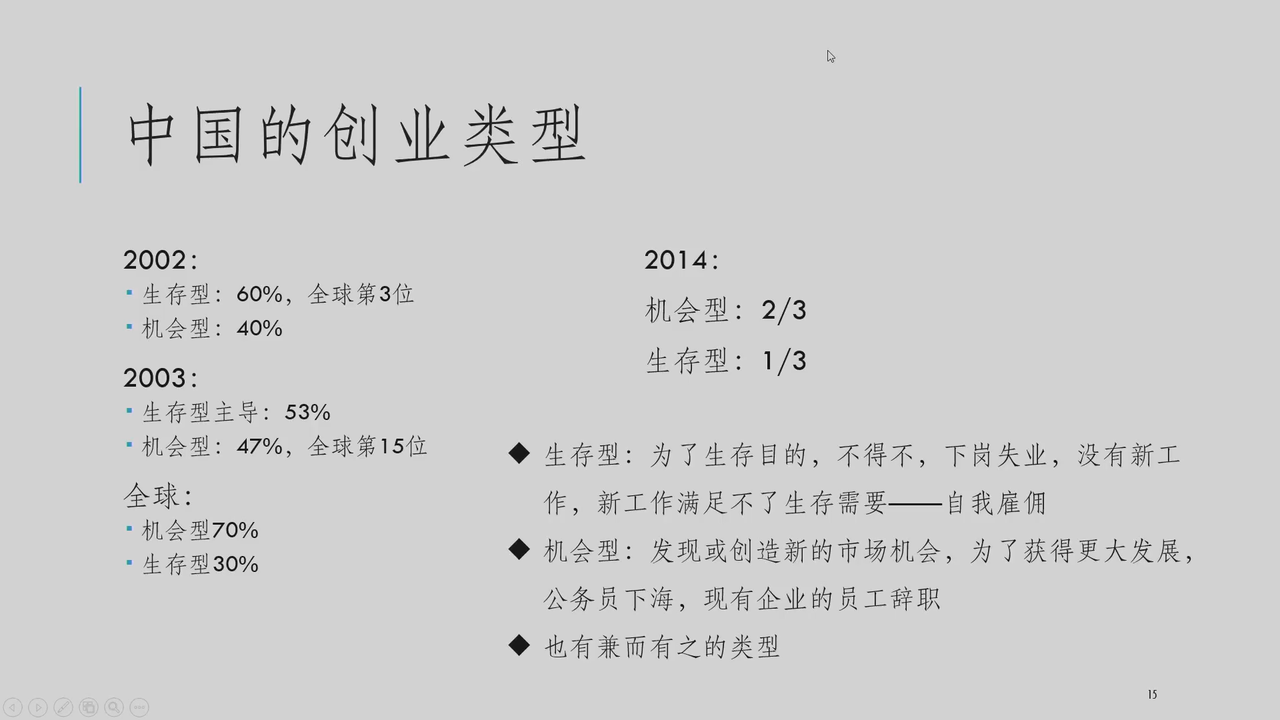 中国的创业类型
2002：
生存型：60%，全球第3位
机会型：40%
2003：
生存型主导：53%
机会型：47%，全球第15位
全球：
机会型70%
生存型30%
2014：
机会型：2/3
生存型：1/3
生存型：为了生存目的，不得不，下岗失业，没有新工
作，新工作满足不了生存需要——自我雇佣
机会型：发现或创造新的市场机会，为了获得更大发展，
公务员下海，现有企业的员工辞职
也有兼而有之的类型
15